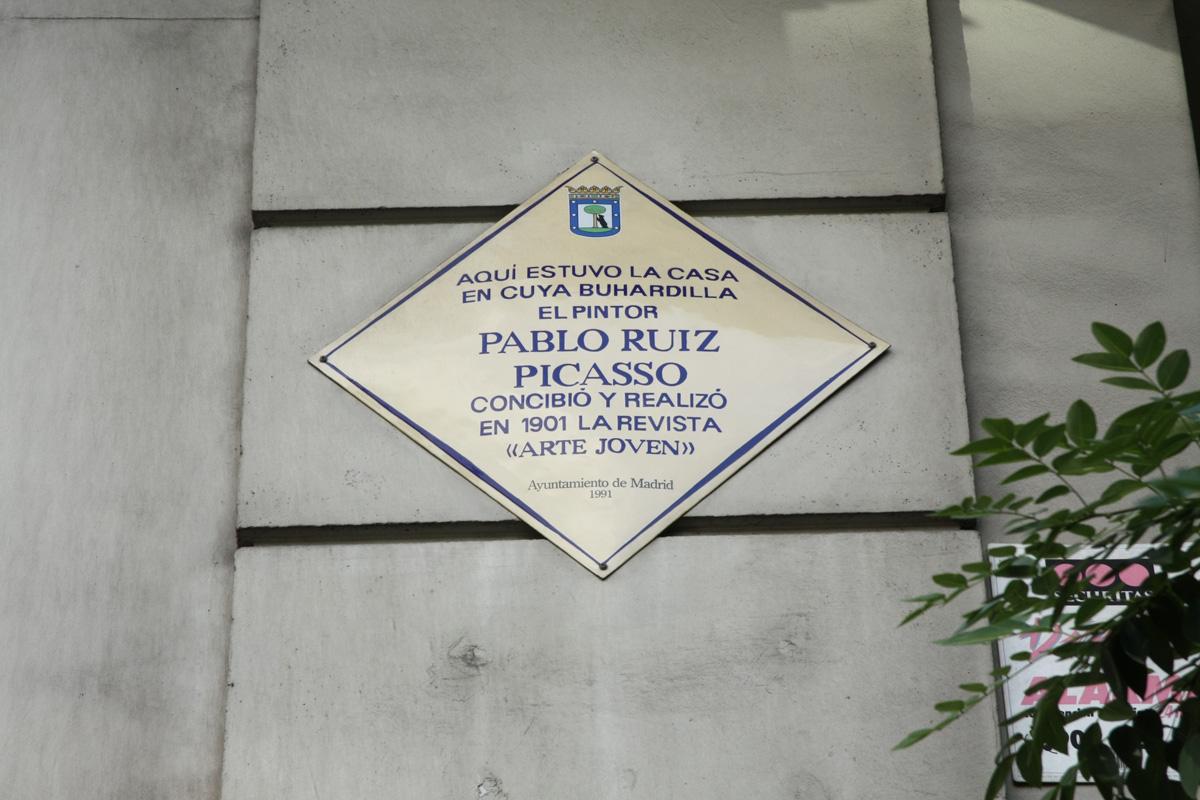 AQUÍ ESTUVO LA CASA
EN CUYA BUHARDILLA
EL PINTOR
PABLO RUIZ
PICASSO
CONCIBIÓ Y REALIZÓ
EN 1901 LA REVISTA
«ARTE JOVEN»
Ayuntamiento de Madrid
1991